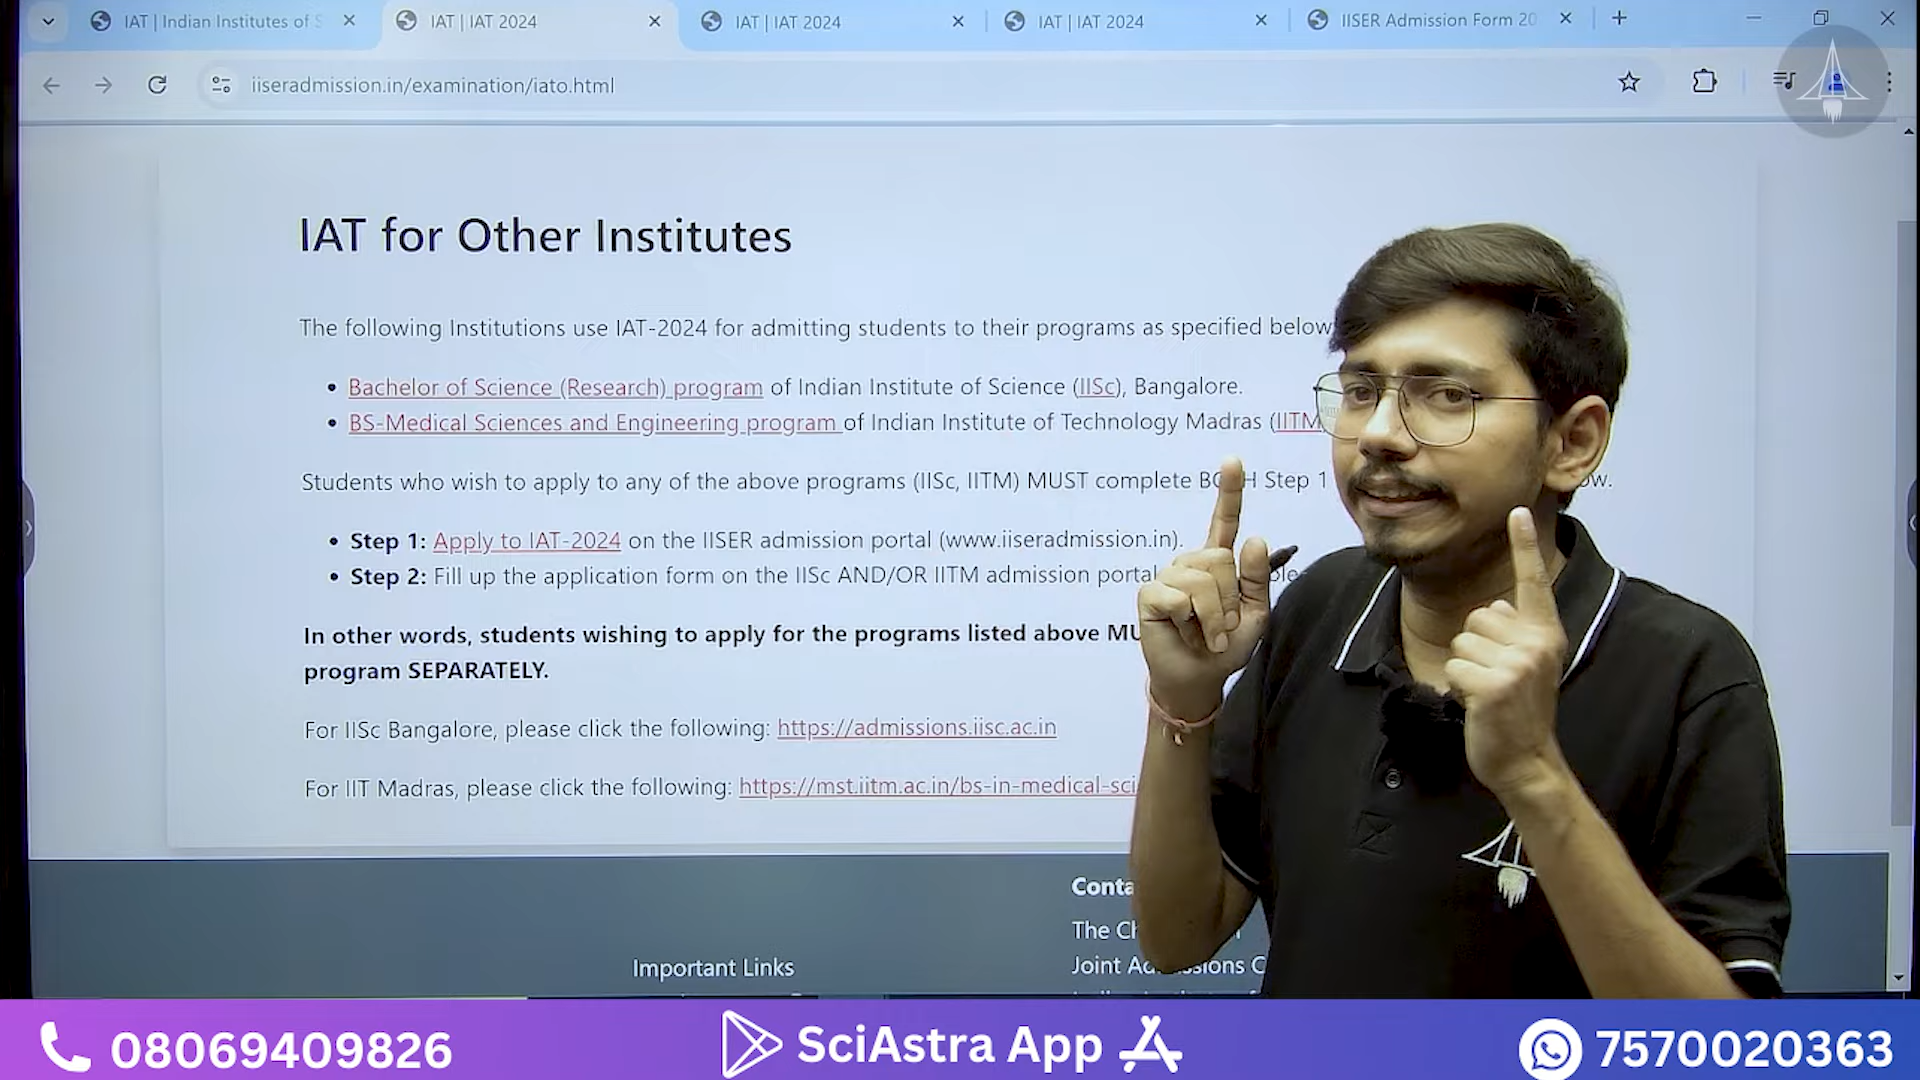 IAT | Indian Institutes of S
IAT | IAT 2024
IAT | IAT 2024
IAT | IAT 2024
IISER Admission Form 20
iiseradmission.in/examination/iato.html
IAT for Other Institutes
The following Institutions use IAT-2024 for admitting students to their programs as specified below
Bachelor of Science (Research) program of Indian Institute of Science (IISc), Bangalore.
BS-Medical Sciences and Engineering program of Indian Institute of Technology Madras (IITM
Students who wish to apply to any of the above programs (IISc, IITM) MUST complete Step 1
Step 1: Apply to IAT-2024 on the IISER admission portal (www.iiseradmission.in).
Step 2: Fill up the application form on the IISc AND/OR IITM admission portal
In other words, students wishing to apply for the programs listed above
program SEPARATELY.
For IISc Bangalore, please click the following: https://admissions.iisc.ac.in
For IIT Madras, please click the following: https://mst.iitm.ac.in/bs-in-medical-sci
Conta
The Ch
Joint Ad ssions C
Important Links
08069409826
SciAstra App
7570020363